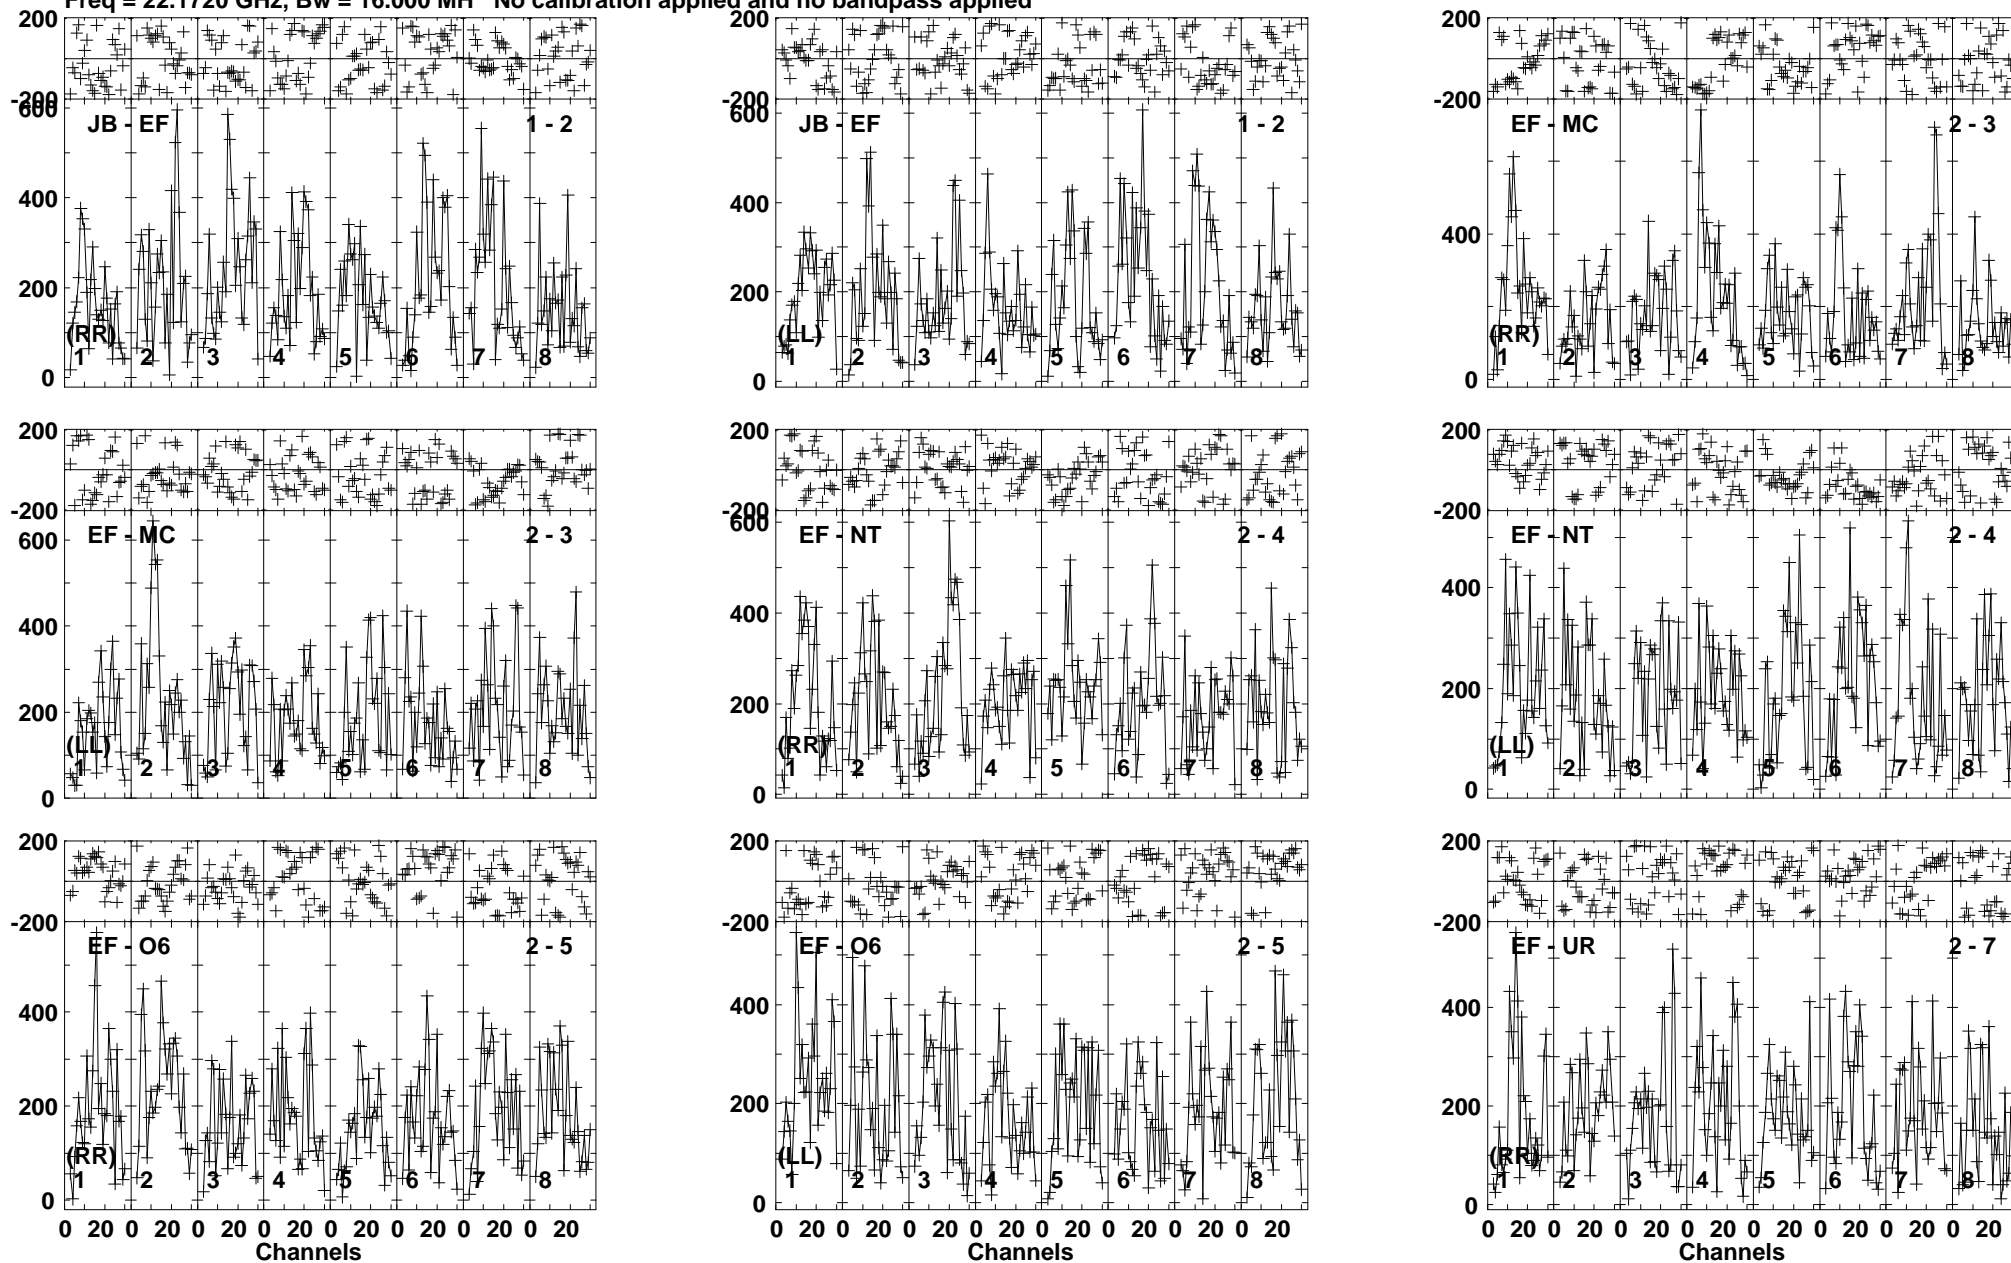 Freq = 22.1720 GHz, Bw = 16.000 MH No calibration applied and no bandpass applied
200 200 200
-200 -200 -200
600 JB - EF 1 - 2 600 JB - EF 1 - 2 EF - MC 2 - 3
400 400 400
200 200
(RR) (LL) (RR)
1 2 3 4 5 6 7 8 1 2 3 4 5 6 7 8 1 2 3 4 5 6 7 8
0 0 0
200 200 200
-200 -200 -200
600 EF - MC 2 - 3 600 EF - NT 2 - 4 EF - NT 2 - 4
400 400 400
200 200 200
(LL) (RR) (LL)
1 2 3 4 5 6 7 8 1 2 3 4 5 6 7 8 1 2 3 4 5 6 7 8
0 0 0
200 200 200
-200 -200 -200
EF - O6 2 - 5 EF - O6 2 - 5 EF - UR 2 - 7
400 400 400
200 200 200
(RR) (LL) (RR)
1 2 3 4 5 6 7 8 1 2 3 4 5 6 7 8 1 2 3 4 5 6 7 8
0 0 0
0 20 0 20 0 20 0 20 0 20 0 20 0 20 0 20 0 20 0 20 0 20 0 20 0 20 0 20 0 20 0 20 0 20 0 20 0 20 0 20 0 20 0 20 0 20 0 20
Channels Channels Channels